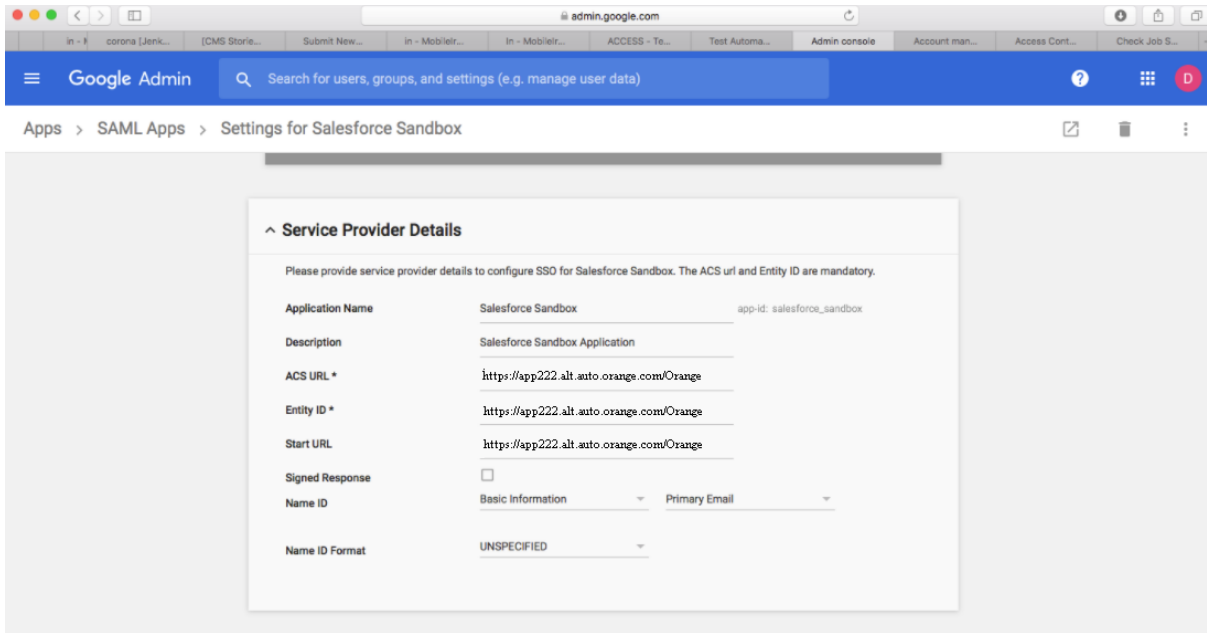 admin.google.com
in - M corona [Jenk... (CMS Storie... Submit New... in - MobileIr... In - MobileIr... ACCESS - Te... Test Automa... Admin console Account man... Access Cont... Check Job S...
Google Admin Search for users, groups, and settings (e.g. manage user data) ? D
Apps > SAML Apps > Settings for Salesforce Sandbox
Service Provider Details
Please provide service provider details to configure SSO for Salesforce Sandbox. The ACS url and Entity ID are mandatory.
Application Name Salesforce Sandbox app-id: salesforce_sandbox
Description Salesforce Sandbox Application
ACS URL * https://app222.alt.auto.orange.com/Orange
Entity ID * https://app222.alt.auto.orange.com/Orange
Start URL https://app222.alt.auto.orange.com/Orange
Signed Response
Name ID Basic Information Primary Email
Name ID Format UNSPECIFIED